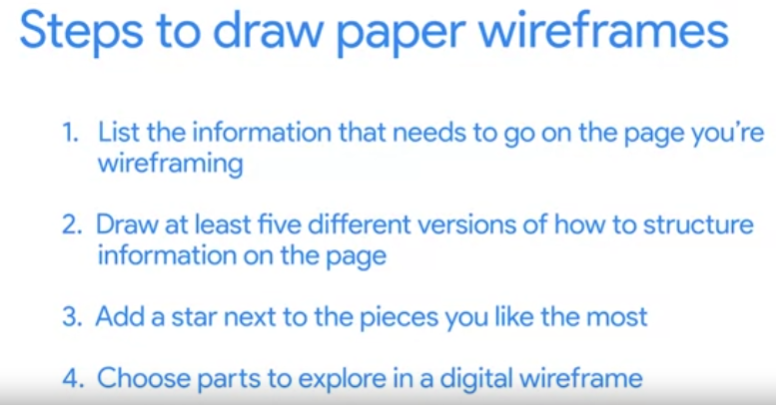 Steps to draw paper wireframes
1. List the information that needs to go on the page you're
wireframing
2. Draw at least five different versions of how to structure
information on the page
3. Add a star next to the pieces you like the most
4. Choose parts to explore in a digital wireframe